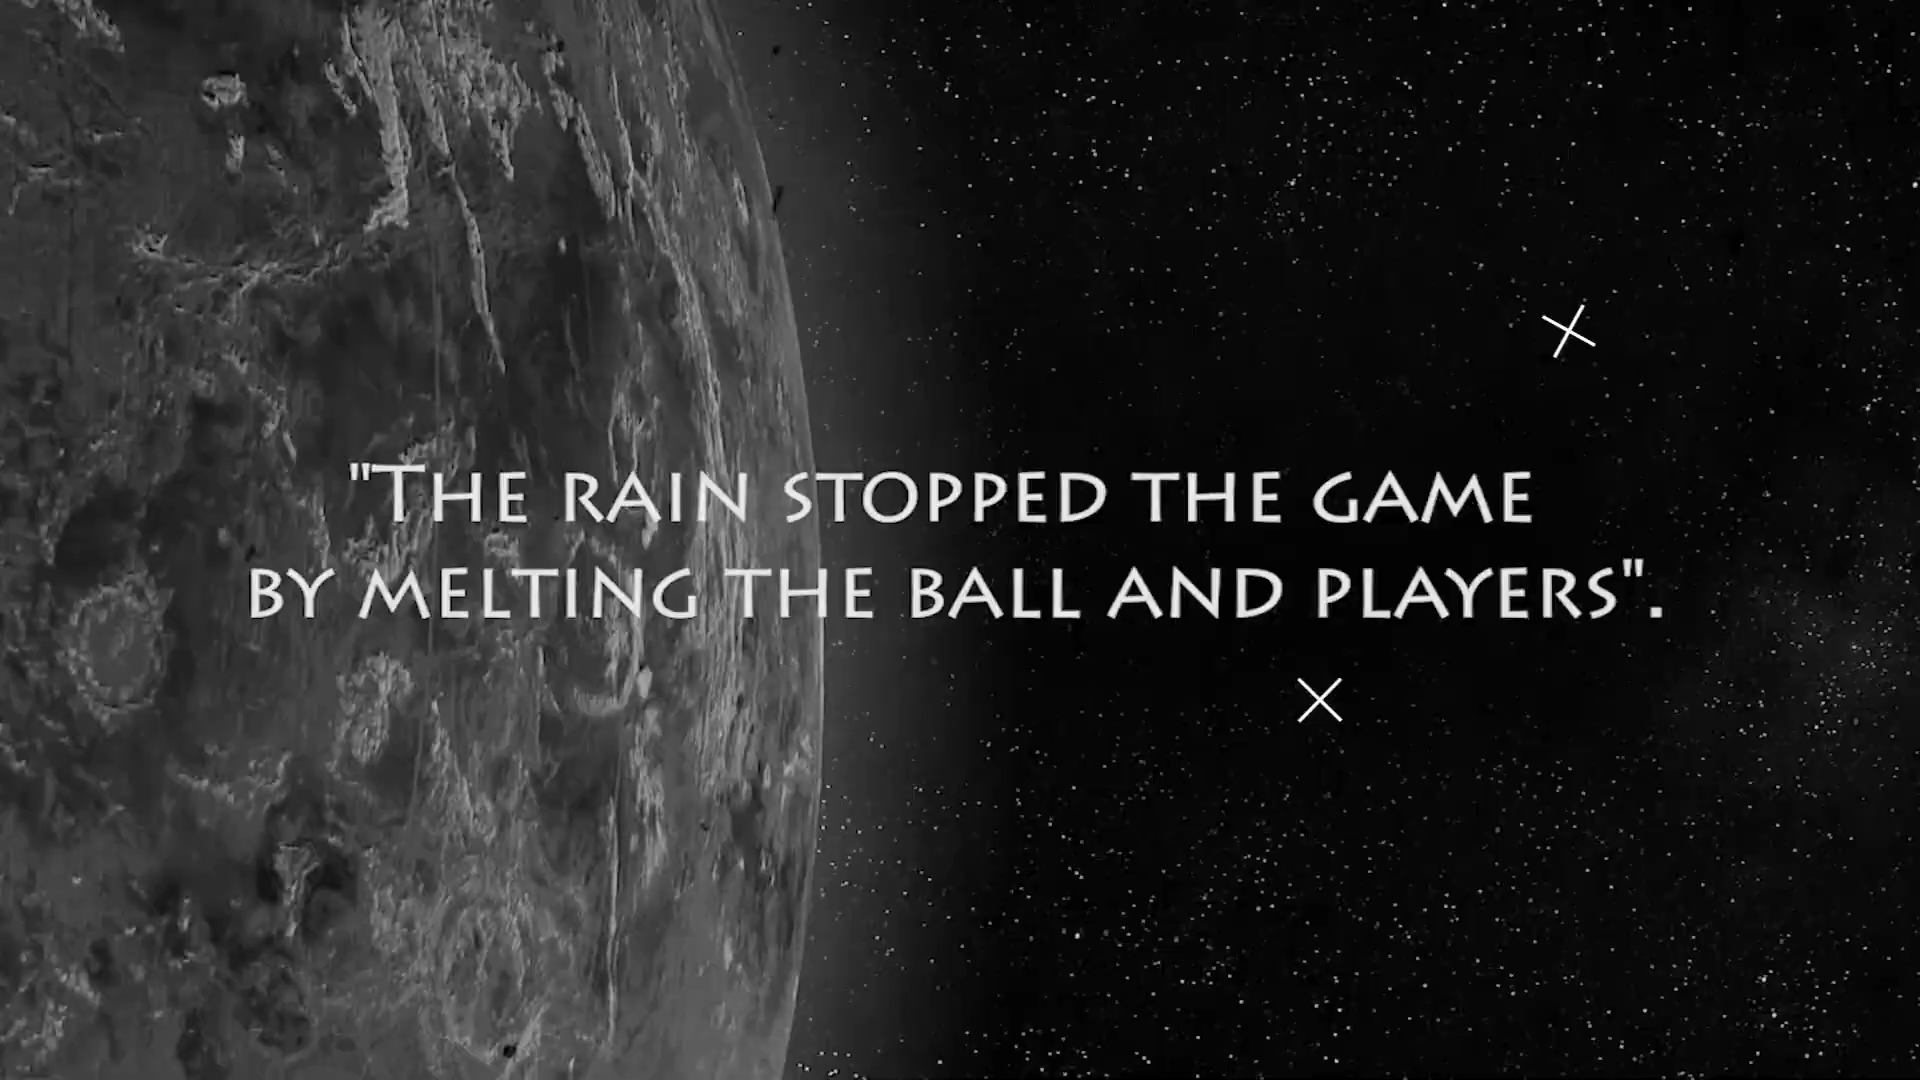 "The rain stopped the game
by melting the ball and players".